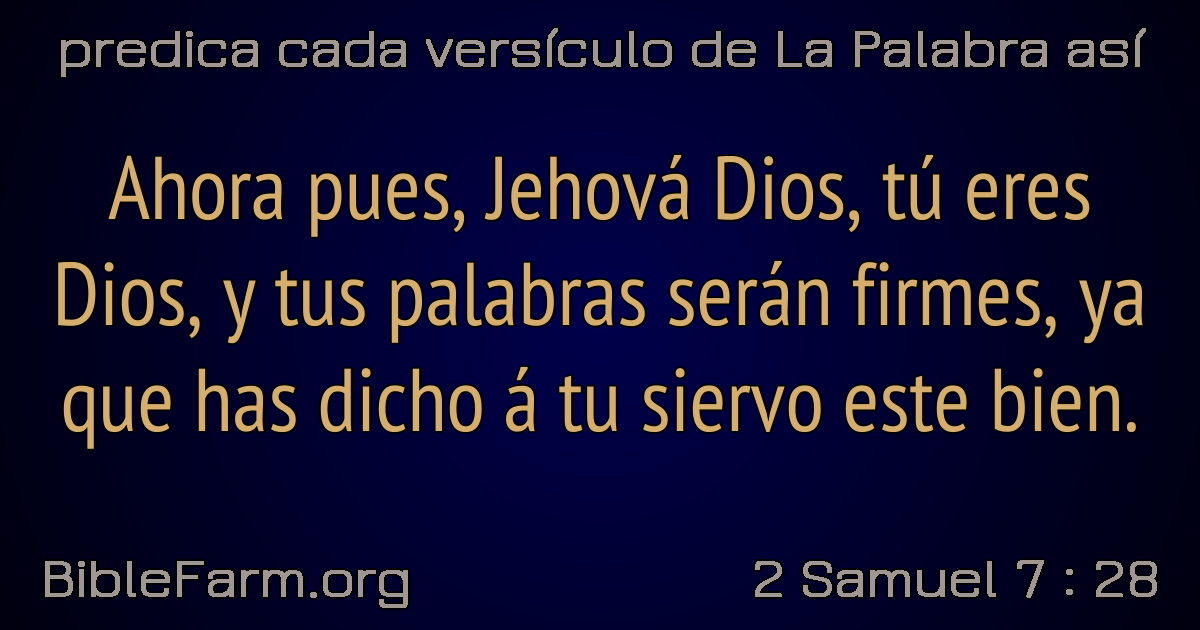 predica cada versículo de La Palabra así
Ahora pues, Jehová Dios, tú eres
Dios, y tus palabras serán firmes, ya
que has dicho á tu siervo este bien.
BibleFarm.org
2 Samuel 7 : 28